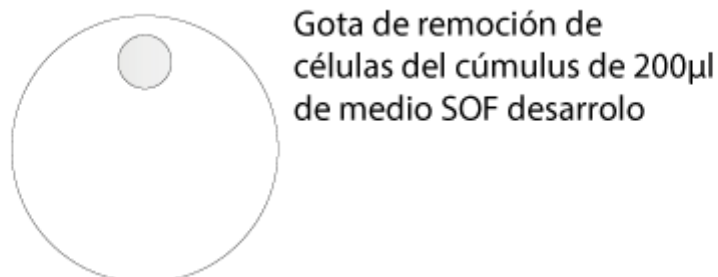 Gota de remoción de
células del cúmulus de 200µl
de medio SOF desarrolo